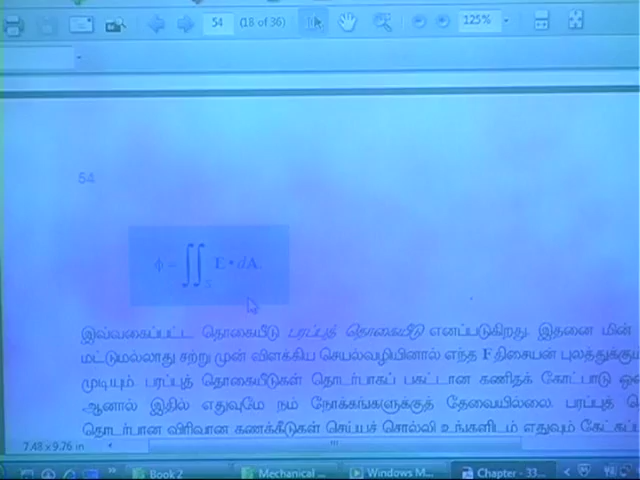 54 (18 of 36) 125%
54
ϕ = ∬S E • dA.
இவ்வகைப்பட்ட தொகையீடு பரப்புத் தொகையீடு எனப்படுகிறது. இதனை மின்
மட்டுமல்லாது சற்று முன் விளக்கிய செயல்வழியினால் எந்த F திசையன் புலத்துக்கும்
முடியும். பரப்புத் தொகையீடுகள் தொடர்பாகப் பகட்டான கணிதக் கோட்பாடு
ஆனால் இதில் எதுவுமே நம் நோக்கங்களுக்குத் தேவையில்லை. பரப்புத்
தொடர்பான விரிவான கணக்கீடுகள் செய்யச் சொல்லி உங்களிடம் எதுவும்
7.48 x 9.76 in
Book2 Mechanical ... Windows M... Chapter - 33...